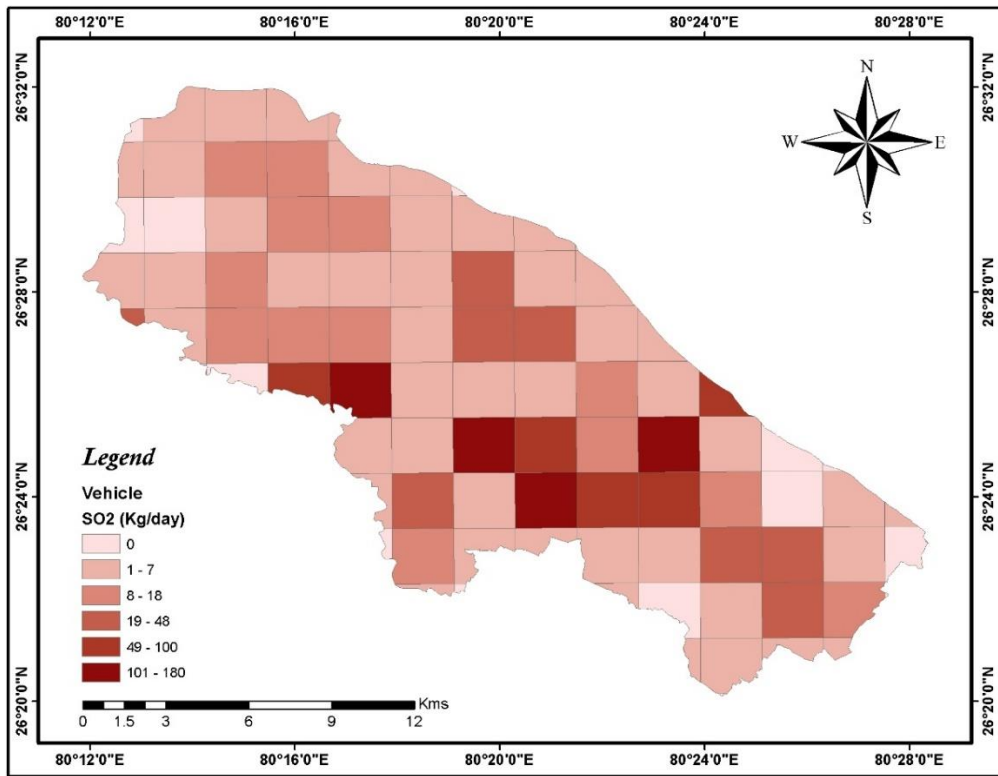 80°12'0"E 80°16'0"E 80°20'0"E 80°24'0"E 80°28'0"E
26°32'0"N 26°32'0"N
N
W E
S
26°28'0"N 26°28'0"N
Legend
Vehicle
SO2 (Kg/day)
0
1 - 7
8 - 18
19 - 48
49 - 100
101 - 180
26°24'0"N 26°24'0"N
Kms
0 1.5 3 6 9 12
26°20'0"N 26°20'0"N
80°12'0"E 80°16'0"E 80°20'0"E 80°24'0"E 80°28'0"E